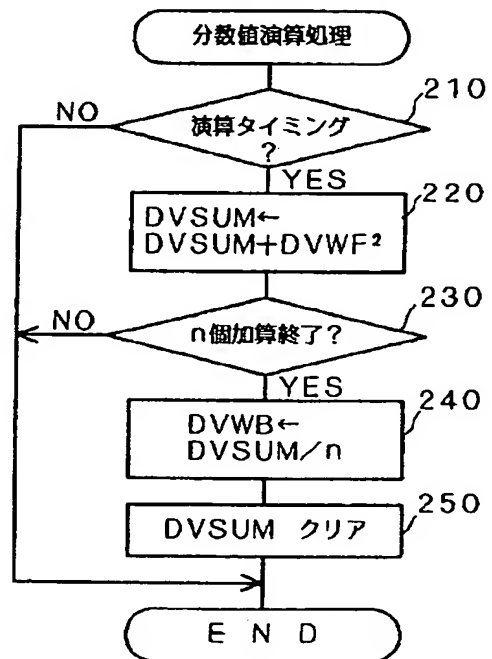 分数値演算処理
210
NO
演算タイミング
?
YES
220
DVSUM←
DVSUM+DVWF²
230
NO
n個加算終了?
YES
240
DVWB←
DVSUM/n
250
DVSUM クリア
END